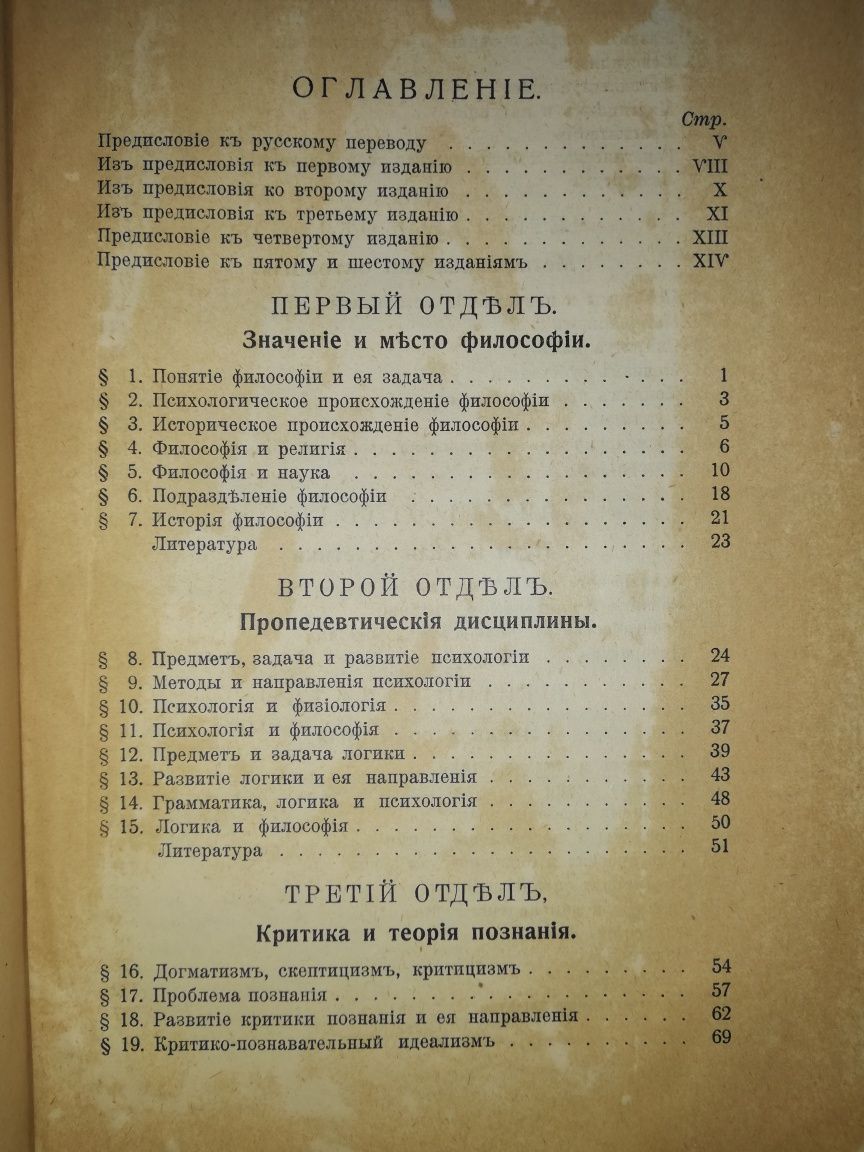 ОГЛАВЛЕНІЕ.
Стр.
Предисловіе къ русскому переводу . . . . . . . . . . . . . V
Изъ предисловія къ первому изданію . . . . . . . . . . . . VIII
Изъ предисловія ко второму изданію . . . . . . . . . . . . X
Изъ предисловія къ третьему изданію . . . . . . . . . . . . XI
Предисловіе къ четвертому изданію . . . . . . . . . . . . . XIII
Предисловіе къ пятому и шестому изданіямъ . . . . . . . . XIV
ПЕРВЫЙ ОТДѢЛЪ.
Значеніе и мѣсто философіи.
§ 1. Понятіе философіи и ея задача . . . . . . . . . . . . . 1
§ 2. Психологическое происхожденіе философіи . . . . . . . 3
§ 3. Историческое происхожденіе философіи . . . . . . . . . 5
§ 4. Философія и религія . . . . . . . . . . . . . . . . . . 6
§ 5. Философія и наука . . . . . . . . . . . . . . . . . . 10
§ 6. Подраздѣленіе философіи . . . . . . . . . . . . . . . 18
§ 7. Исторія философіи . . . . . . . . . . . . . . . . . . . 21
Литература . . . . . . . . . . . . . . . . . . . . . . 23
ВТОРОЙ ОТДѢЛЪ.
Пропедевтическія дисциплины.
§ 8. Предметъ, задача и развитіе психологіи . . . . . . . . 24
§ 9. Методы и направленія психологіи . . . . . . . . . . . 27
§ 10. Психологія и физіологія . . . . . . . . . . . . . . . . 35
§ 11. Психологія и философія . . . . . . . . . . . . . . . . 37
§ 12. Предметъ и задача логики . . . . . . . . . . . . . . . 39
§ 13. Развитіе логики и ея направленія . . . . . . . . . . . 43
§ 14. Грамматика, логика и психологія . . . . . . . . . . . 48
§ 15. Логика и философія . . . . . . . . . . . . . . . . . . 50
Литература . . . . . . . . . . . . . . . . . . . . . . 51
ТРЕТІЙ ОТДѢЛЪ,
Критика и теорія познанія.
§ 16. Догматизмъ, скептицизмъ, критицизмъ . . . . . . . . . 54
§ 17. Проблема познанія . . . . . . . . . . . . . . . . . . . 57
§ 18. Развитіе критики познанія и ея направленія . . . . . . 62
§ 19. Критико-познавательный идеализмъ . . . . . . . . . . 69